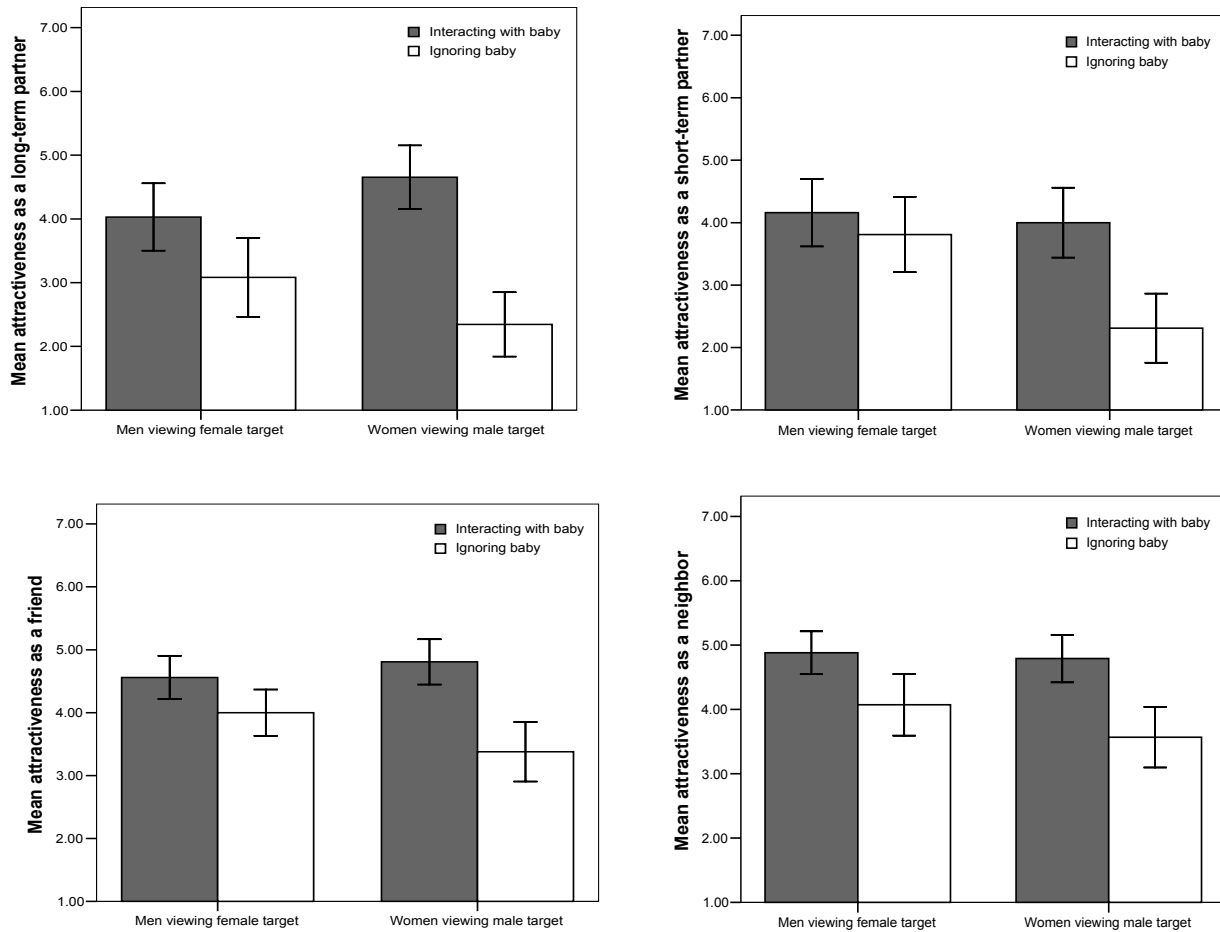 Mean attractiveness as a long-term partner
7.00
6.00
5.00
4.00
3.00
2.00
1.00
Interacting with baby
Ignoring baby
Men viewing female target
Women viewing male target
Mean attractiveness as a short-term partner
7.00
6.00
5.00
4.00
3.00
2.00
1.00
Interacting with baby
Ignoring baby
Men viewing female target
Women viewing male target
Mean attractiveness as a friend
7.00
6.00
5.00
4.00
3.00
2.00
1.00
Interacting with baby
Ignoring baby
Men viewing female target
Women viewing male target
Mean attractiveness as a neighbor
7.00
6.00
5.00
4.00
3.00
2.00
1.00
Interacting with baby
Ignoring baby
Men viewing female target
Women viewing male target